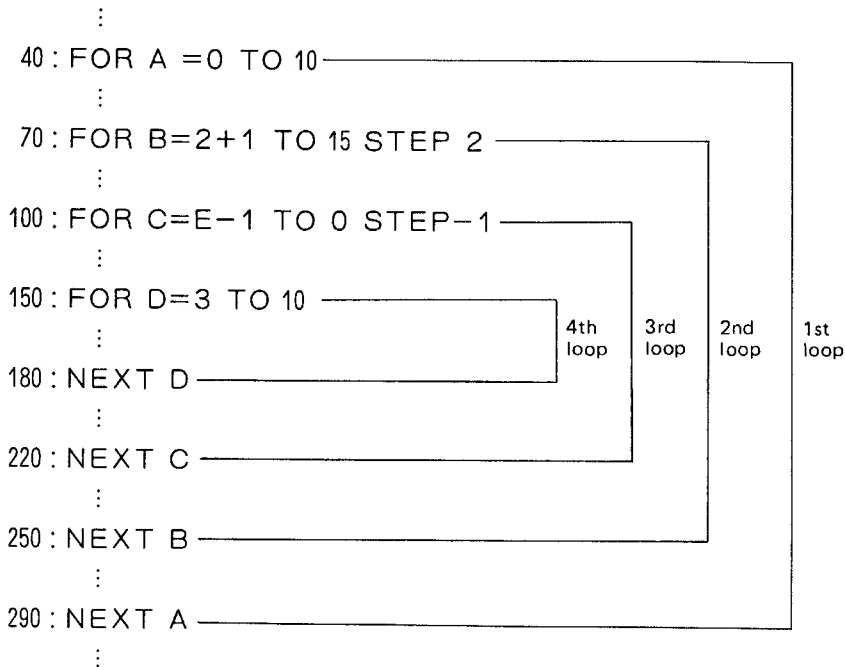 ⋮
40 : FOR A =0 TO 10
⋮
70 : FOR B=2+1 TO 15 STEP 2
⋮
100 : FOR C=E−1 TO 0 STEP−1
⋮
150 : FOR D=3 TO 10
⋮
4th loop
3rd loop
2nd loop
1st loop
180 : NEXT D
⋮
220 : NEXT C
⋮
250 : NEXT B
⋮
290 : NEXT A
⋮